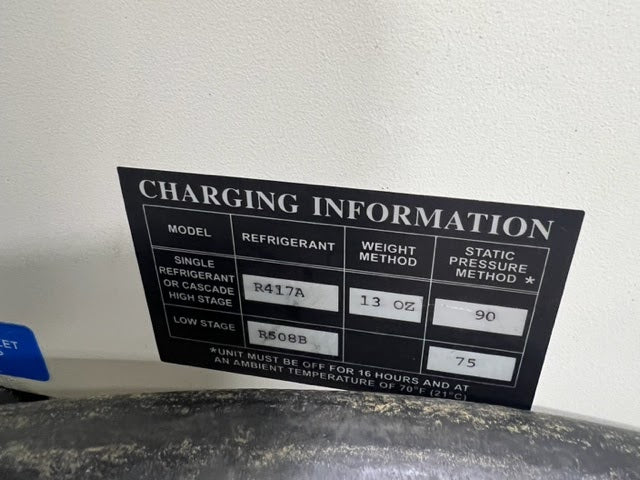 CHARGING INFORMATION
MODEL
REFRIGERANT
WEIGHT
METHOD
STATIC
PRESSURE
METHOD *
SINGLE
REFRIGERANT
OR CASCADE
HIGH STAGE
R417A
13 OZ
90
LOW STAGE
R508B
75
*UNIT MUST BE OFF FOR 16 HOURS AND AT
AN AMBIENT TEMPERATURE OF 70°F (21°C)